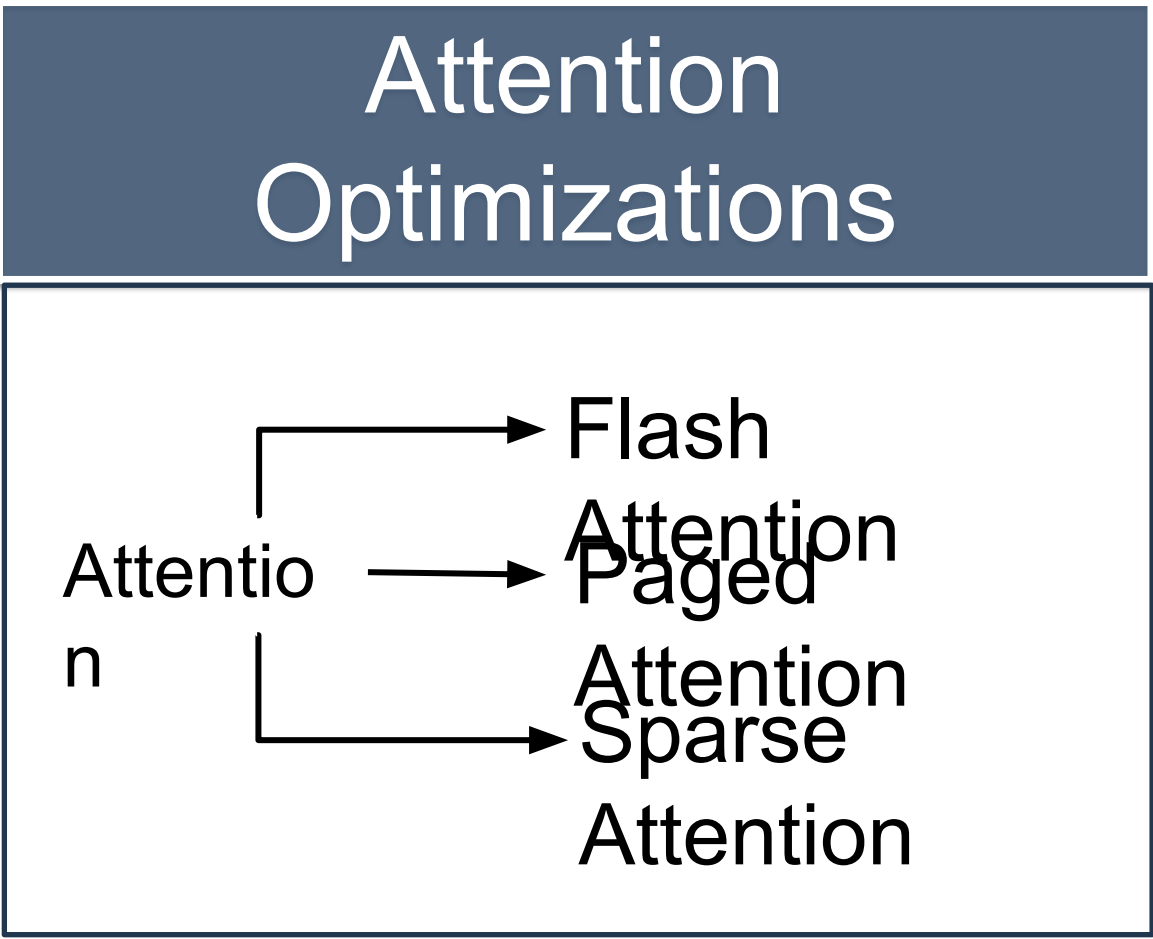 Attention
Optimizations
Flash
Attention
Attentio
n
Paged
Attention
Sparse
Attention